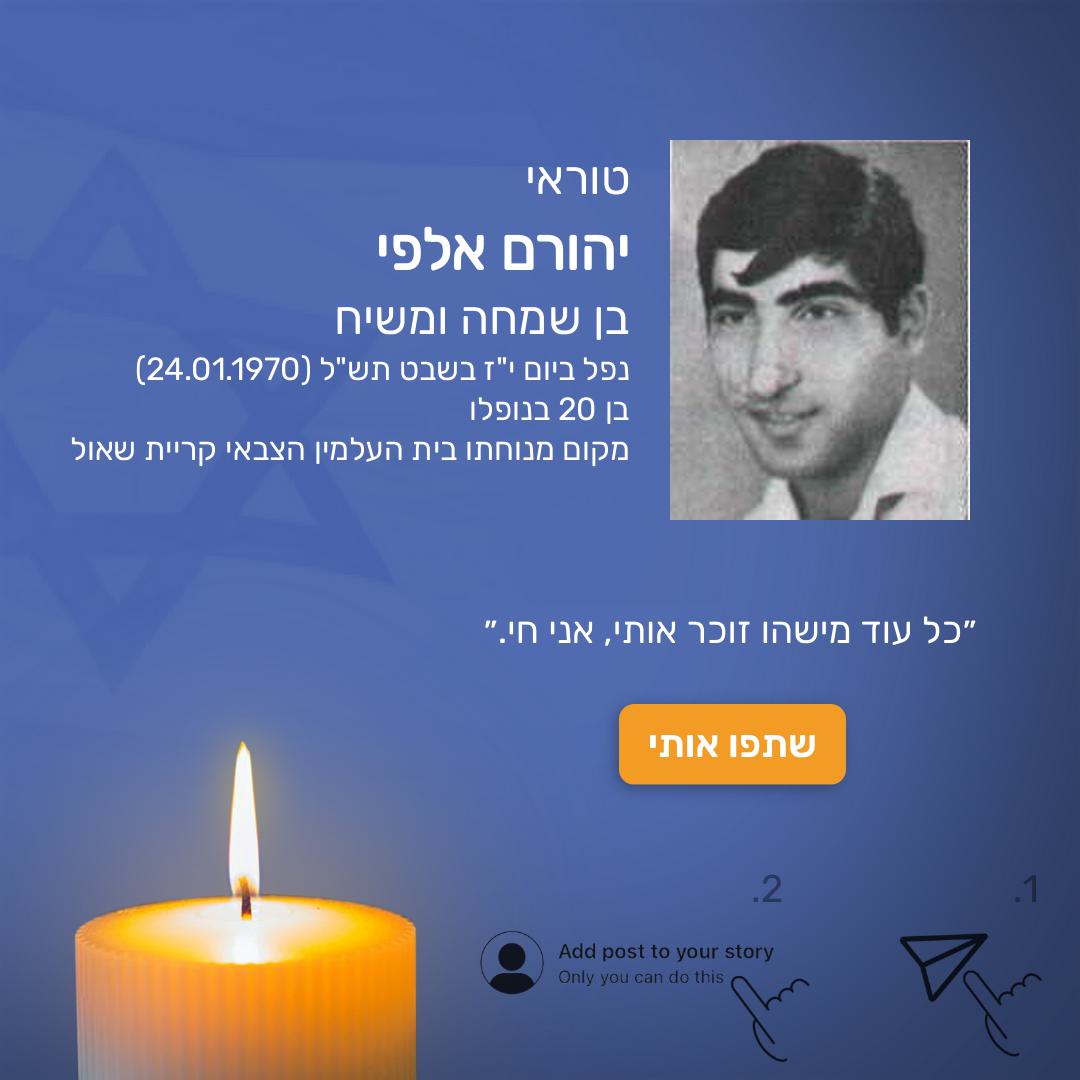 טוראי
יהורם אלפי
בן שמחה ומשיח
נפל ביום י"ז בשבט תש"ל (24.01.1970)
בן 20 בנופלו
מקום מנוחתו בית העלמין הצבאי קריית שאול
״כל עוד מישהו זוכר אותי, אני חי.״
שתפו אותי
.1
.2
Add post to your story
Only you can do this